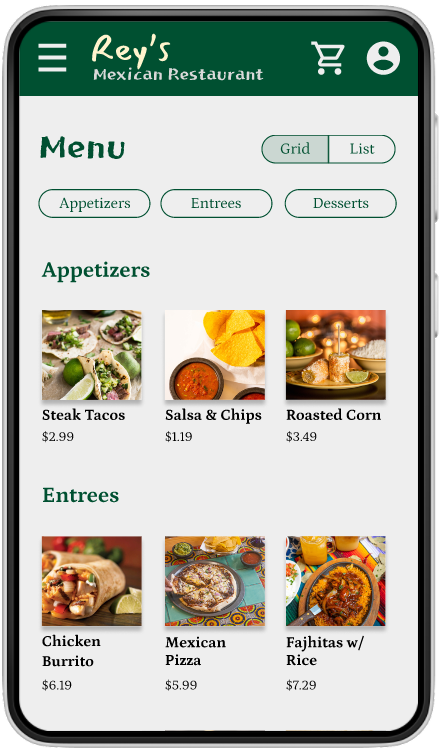 Rey's
Mexican Restaurant
Menu
Grid List
Appetizers Entrees Desserts
Appetizers
Steak Tacos Salsa & Chips Roasted Corn
$2.99 $1.19 $3.49
Entrees
Chicken Mexican Fajhitas w/
Burrito Pizza Rice
$6.19 $5.99 $7.29